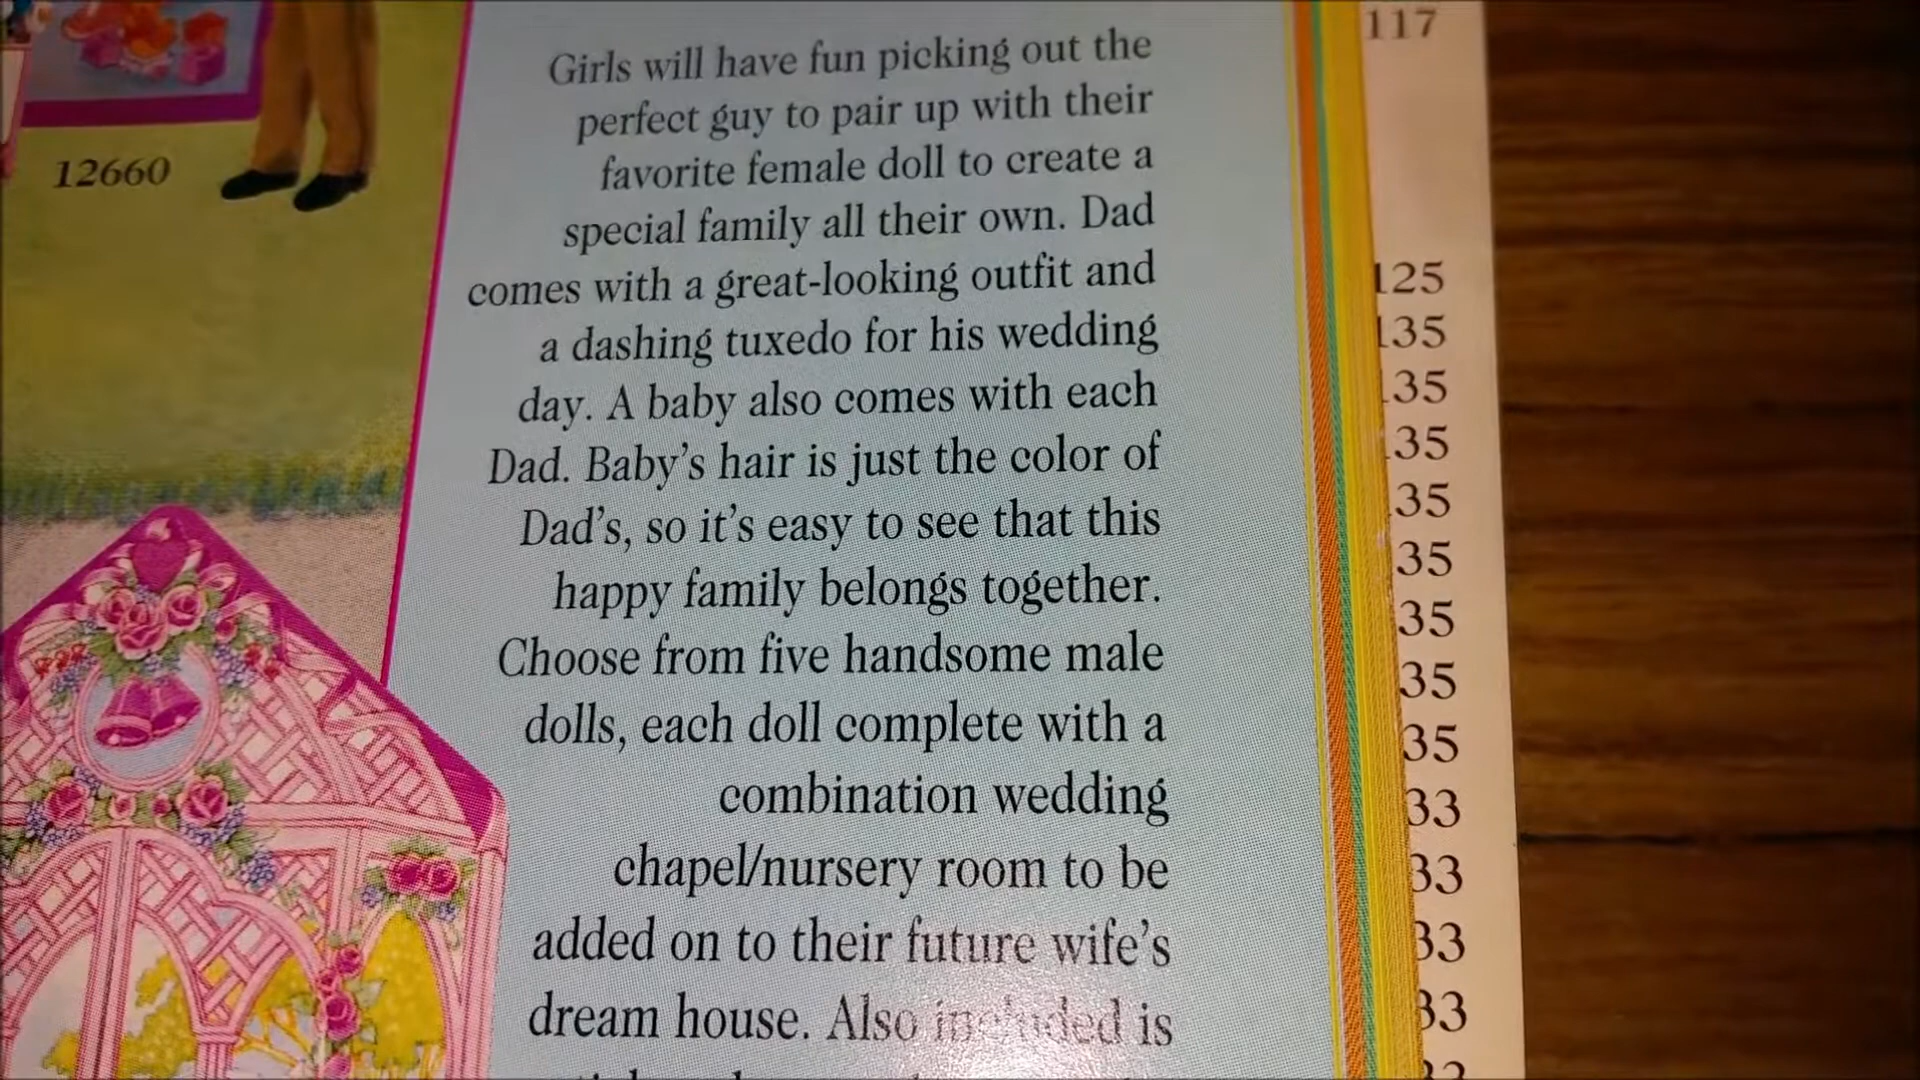 Girls will have fun picking out the
perfect guy to pair up with their
favorite female doll to create a
special family all their own. Dad
comes with a great-looking outfit and
a dashing tuxedo for his wedding
day. A baby also comes with each
Dad. Baby's hair is just the color of
Dad's, so it's easy to see that this
happy family belongs together.
Choose from five handsome male
dolls, each doll complete with a
combination wedding
chapel/nursery room to be
added on to their future wife's
dream house. Also included is
12660
117
125
135
135
35
35
35
35
35
35
33
33
33
33